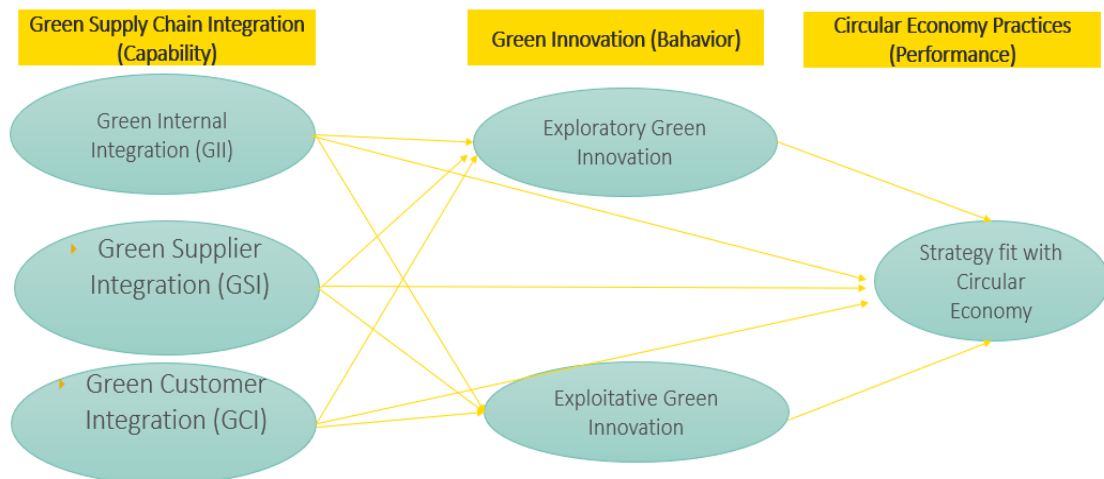 Green Supply Chain Integration
(Capability)
Green Innovation (Bahavior)
Circular Economy Practices
(Performance)
Green Internal
Integration (GII)
Exploratory Green
Innovation
Green Supplier
Integration (GSI)
Strategy fit with
Circular
Economy
Green Customer
Integration (GCI)
Exploitative Green
Innovation